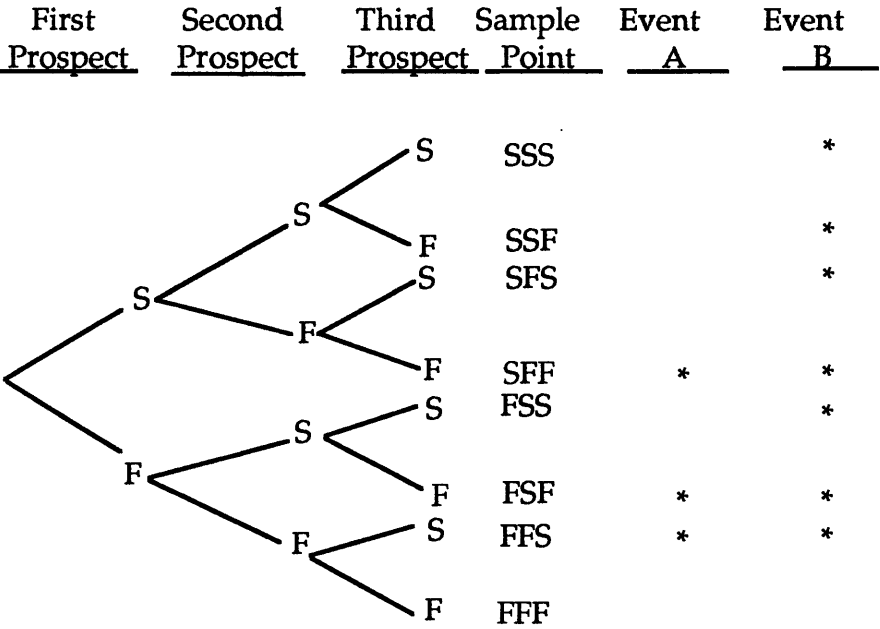 First Second Third Sample Event Event
Prospect Prospect Prospect Point A B
S SSS *
S
F SSF *
S SFS *
S
F
F SFF * *
S FSS *
S
F
F FSF * *
S FFS * *
F
F FFF